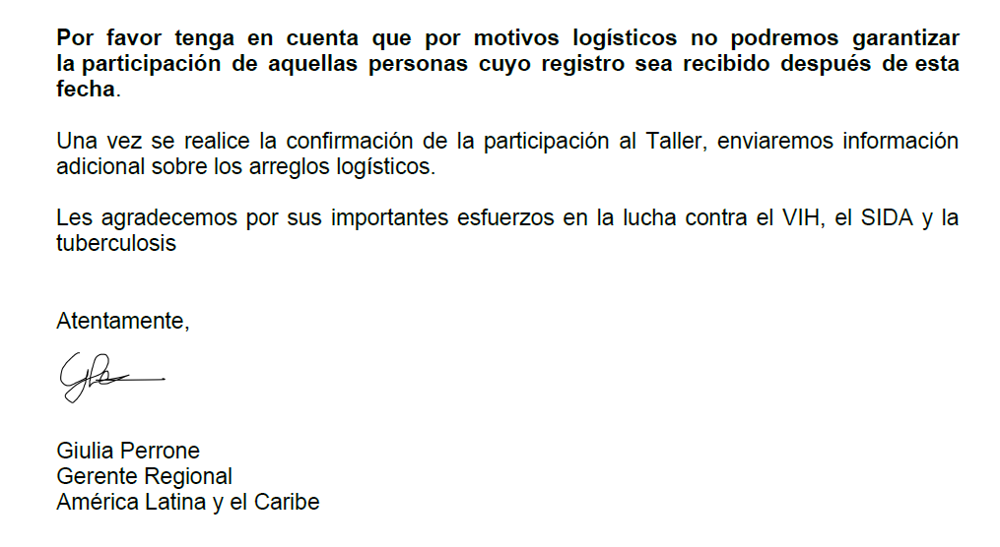 Por favor tenga en cuenta que por motivos logísticos no podremos garantizar
la participación de aquellas personas cuyo registro sea recibido después de esta
fecha.
Una vez se realice la confirmación de la participación al Taller, enviaremos información
adicional sobre los arreglos logísticos.
Les agradecemos por sus importantes esfuerzos en la lucha contra el VIH, el SIDA y la
tuberculosis
Atentamente,
Giulia Perrone
Gerente Regional
América Latina y el Caribe